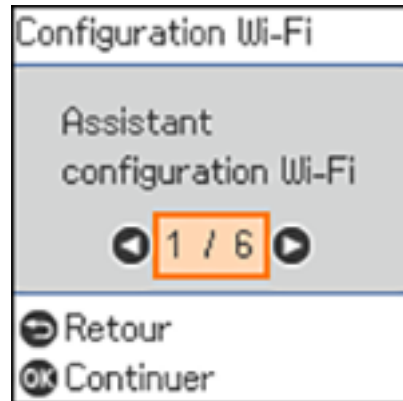 Configuration Wi-Fi
Assistant
configuration Wi-Fi
1 / 6
Retour
OK Continuer